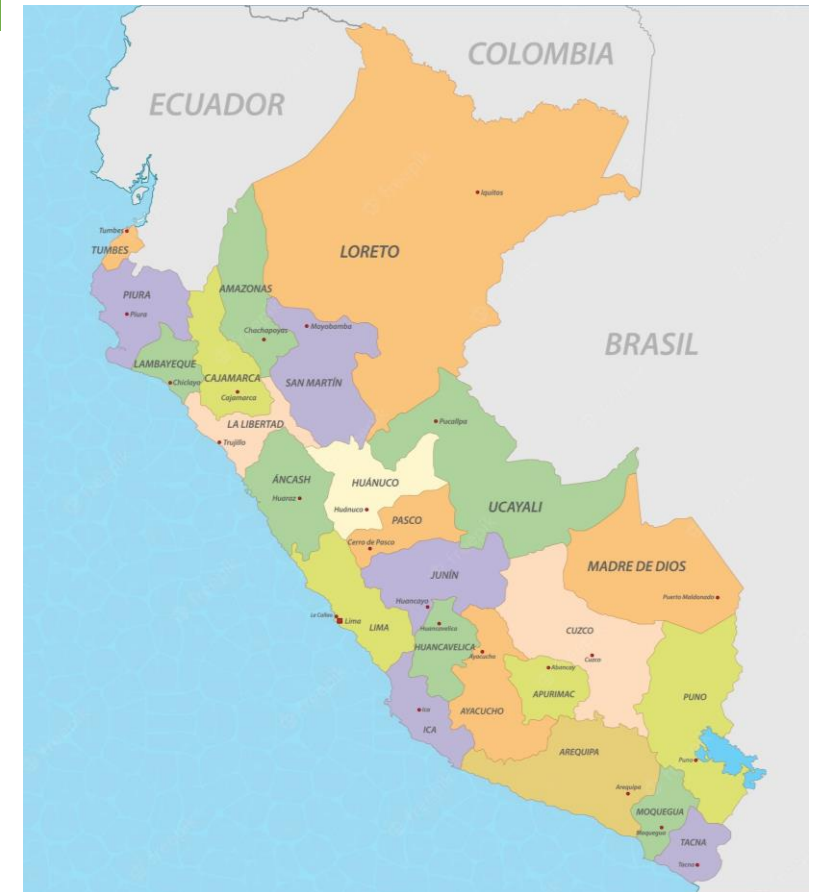 COLOMBIA
ECUADOR
Iquitos
LORETO
Tumbes
TUMBES
AMAZONAS
PIURA
Piura
Moyobamba
Chachapoyas
BRASIL
LAMBAYEQUE
CAJAMARCA
SAN MARTÍN
Chiclayo
Cajamarca
LA LIBERTAD
Pucallpa
Trujillo
ÁNCASH
HUÁNUCO
Huaraz
Huánuco
UCAYALI
PASCO
Cerro de Pasco
MADRE DE DIOS
JUNÍN
Puerto Maldonado
Huancayo
La Callao
Lima
LIMA
Huancavelica
CUZCO
HUANCAVELICA
Ayacucho
Cuzco
Abancay
APURIMAC
PUNO
Ica
AYACUCHO
ICA
AREQUIPA
Puno
Arequipa
MOQUEGUA
Moquegua
TACNA
Tacna